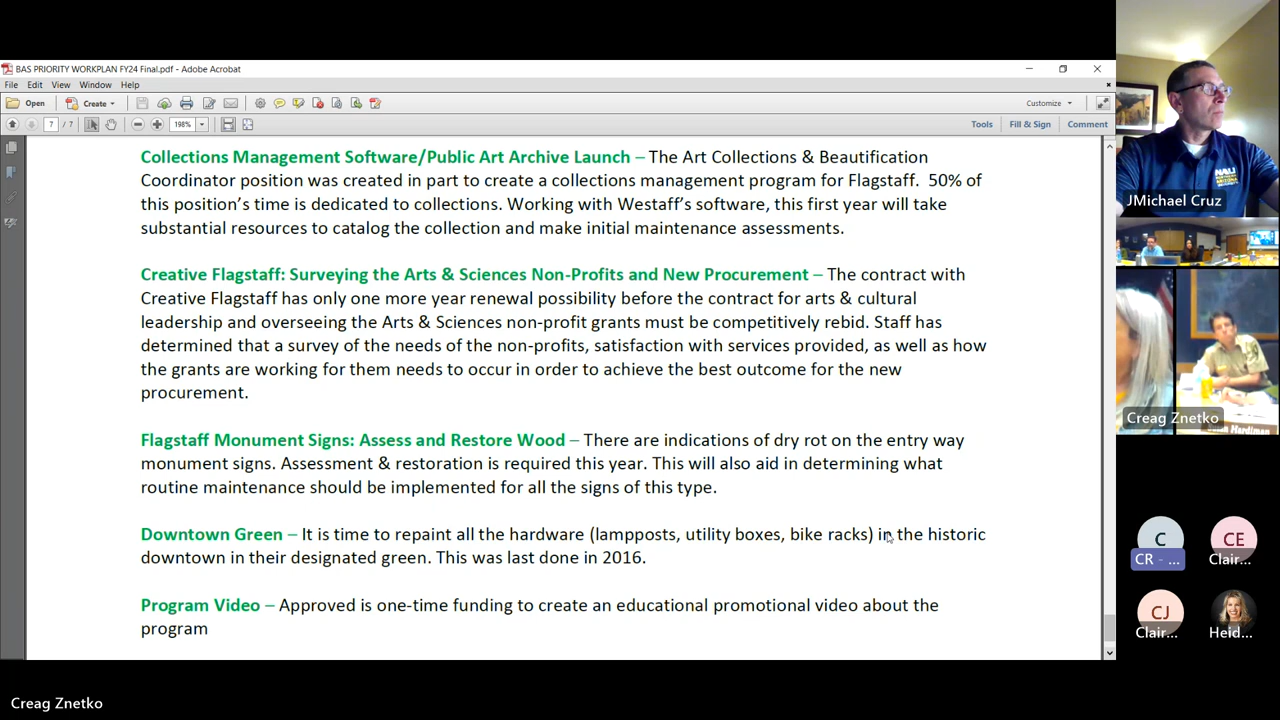 BAS PRIORITY WORKPLAN FY24 Final.pdf - Adobe Acrobat
File Edit View Window Help
Open Create Customize
7 / 7 198% Tools Fill & Sign Comment
Collections Management Software/Public Art Archive Launch – The Art Collections & Beautification
Coordinator position was created in part to create a collections management program for Flagstaff.  50% of
this position's time is dedicated to collections. Working with Westaff's software, this first year will take
substantial resources to catalog the collection and make initial maintenance assessments.
Creative Flagstaff: Surveying the Arts & Sciences Non-Profits and New Procurement – The contract with
Creative Flagstaff has only one more year renewal possibility before the contract for arts & cultural
leadership and overseeing the Arts & Sciences non-profit grants must be competitively rebid. Staff has
determined that a survey of the needs of the non-profits, satisfaction with services provided, as well as how
the grants are working for them needs to occur in order to achieve the best outcome for the new
procurement.
Flagstaff Monument Signs: Assess and Restore Wood – There are indications of dry rot on the entry way
monument signs. Assessment & restoration is required this year. This will also aid in determining what
routine maintenance should be implemented for all the signs of this type.
Downtown Green – It is time to repaint all the hardware (lampposts, utility boxes, bike racks) in the historic
downtown in their designated green. This was last done in 2016.
Program Video – Approved is one-time funding to create an educational promotional video about the
program
NAU
JMichael Cruz
Creag Znetko
C CE
CR - ... Clair...
CJ
Clair... Heid...
Creag Znetko